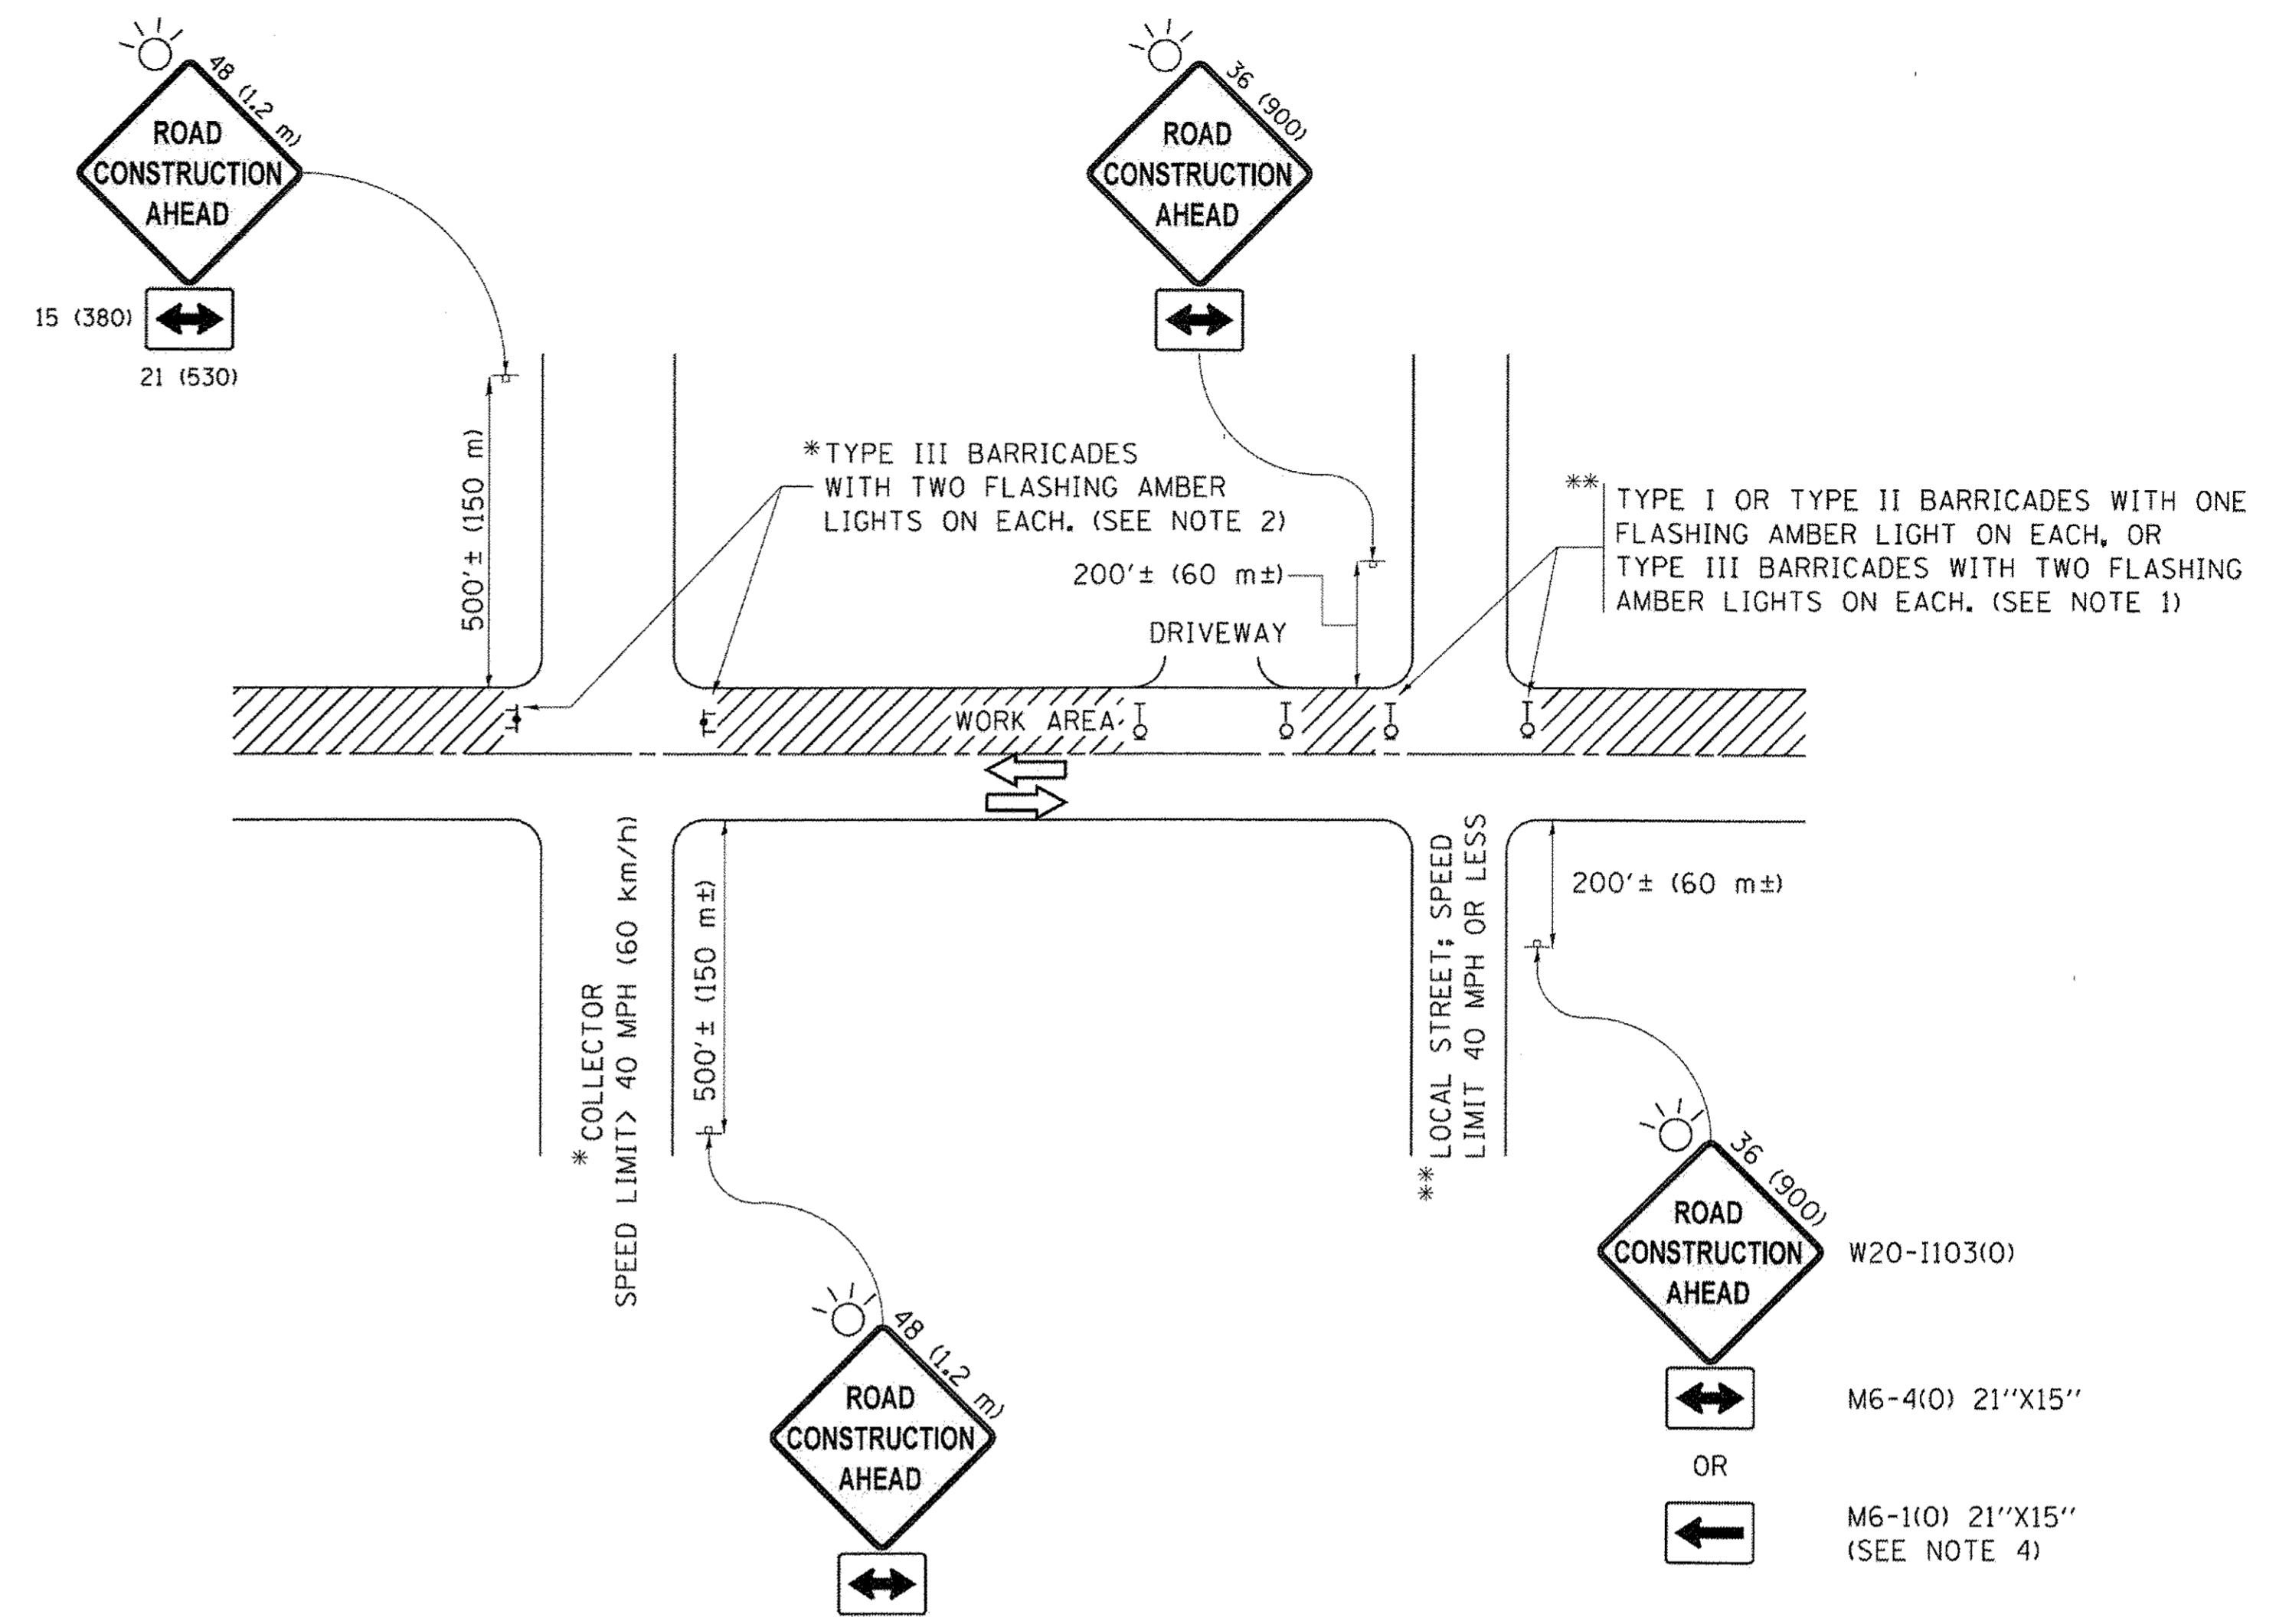 48 (1.2 m)
ROAD
CONSTRUCTION
AHEAD
15 (380)
21 (530)
36 (900)
ROAD
CONSTRUCTION
AHEAD
500'± (150 m)
*TYPE III BARRICADES
WITH TWO FLASHING AMBER
LIGHTS ON EACH. (SEE NOTE 2)
200'± (60 m±)
DRIVEWAY
** TYPE I OR TYPE II BARRICADES WITH ONE
FLASHING AMBER LIGHT ON EACH, OR
TYPE III BARRICADES WITH TWO FLASHING
AMBER LIGHTS ON EACH. (SEE NOTE 1)
WORK AREA
* COLLECTOR
SPEED LIMIT> 40 MPH (60 km/h)
500'± (150 m±)
** LOCAL STREET; SPEED
LIMIT 40 MPH OR LESS
200'± (60 m±)
48 (1.2 m)
ROAD
CONSTRUCTION
AHEAD
36 (900)
ROAD
CONSTRUCTION
AHEAD
W20-I103(O)
M6-4(O) 21''X15''
OR
M6-1(O) 21''X15''
(SEE NOTE 4)